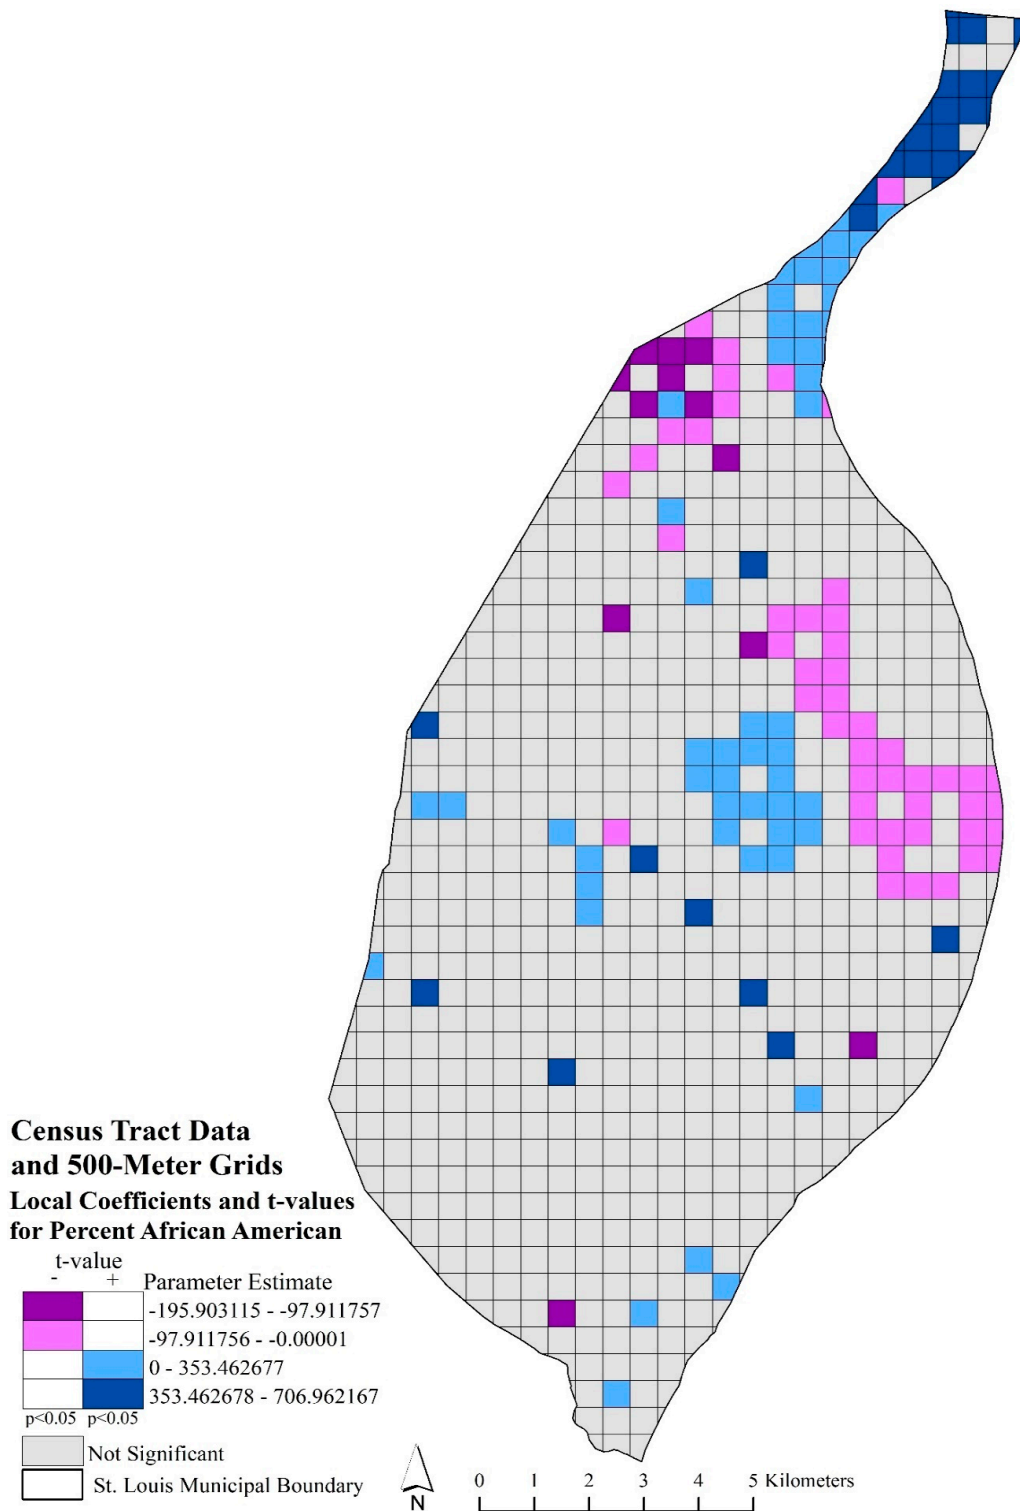 Census Tract Data
and 500-Meter Grids
Local Coefficients and t-values
for Percent African American
t-value
- + Parameter Estimate
-195.903115 - -97.911757
-97.911756 - -0.00001
0 - 353.462677
353.462678 - 706.962167
p<0.05 p<0.05
Not Significant
St. Louis Municipal Boundary
N
0 1 2 3 4 5 Kilometers